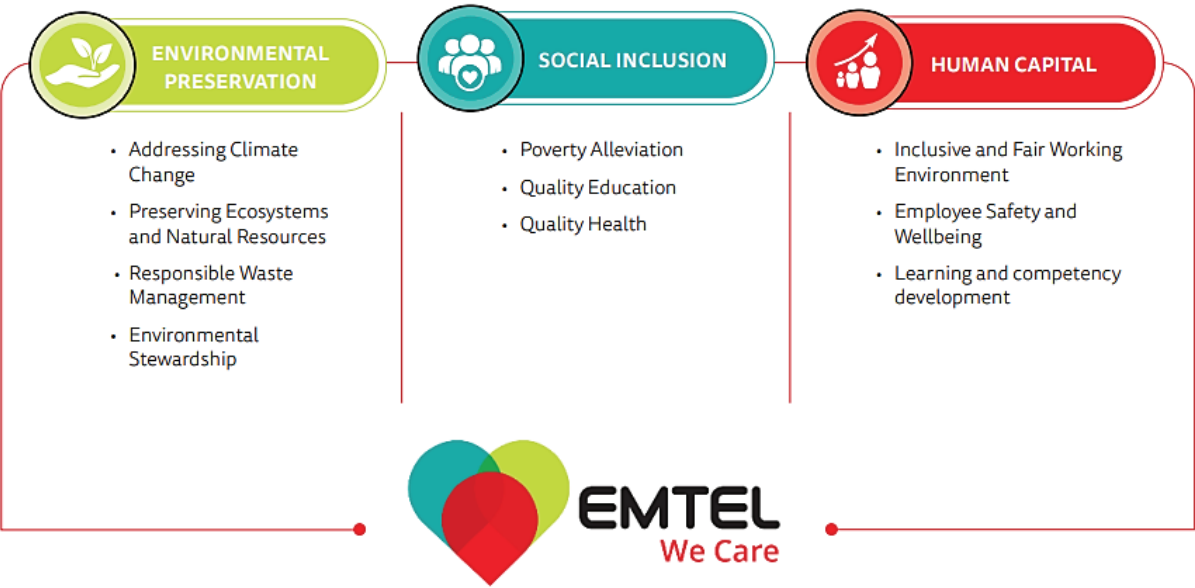 ENVIRONMENTAL
PRESERVATION
• Addressing Climate
Change
• Preserving Ecosystems
and Natural Resources
• Responsible Waste
Management
• Environmental
Stewardship
SOCIAL INCLUSION
• Poverty Alleviation
• Quality Education
• Quality Health
HUMAN CAPITAL
• Inclusive and Fair Working
Environment
• Employee Safety and
Wellbeing
• Learning and competency
development
EMTEL
We Care